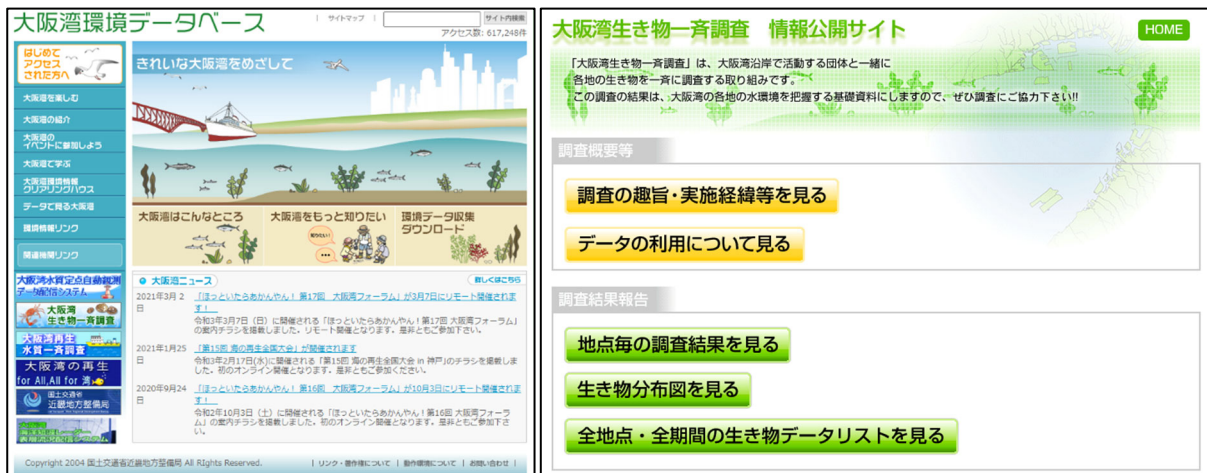 大阪湾環境データベース
サイトマップ
サイト内検索
アクセス数: 617,248件
はじめて
アクセス
された方へ
大阪湾を楽しむ
大阪湾の紹介
大阪湾の
イベントに参加しよう
大阪湾で学ぶ
大阪湾環境情報
クリアリングハウス
データで見る大阪湾
環境情報リンク
関連機関リンク
大阪湾水質定点自動観測
データ配信システム
大阪湾
生き物一斉調査
大阪湾再生
水質一斉調査
大阪湾の再生
for All,All for 湾
国土交通省
近畿地方整備局
きれいな大阪湾をめざして
大阪湾はこんなところ
大阪湾をもっと知りたい
知りたい!
...
環境データ収集
ダウンロード
大阪湾ニュース
詳しくはこちら
2021年3月2日
「ほっといたらあかんやん！第17回 大阪湾フォーラム」が3月7日にリモート開催されます！
令和3年3月7日（日）に開催される「ほっといたらあかんやん！第17回 大阪湾フォーラム」
の案内チラシを掲載しました。リモート開催となります。是非ともご参加下さい。
2021年1月25日
「第15回 海の再生全国大会」が開催されます
令和3年2月17日(水)に開催される「第15回 海の再生全国大会 in 神戸」のチラシを掲載しま
した。初のオンライン開催となります。是非ともご参加ください。
2020年9月24日
「ほっといたらあかんやん！第16回 大阪湾フォーラム」が10月3日にリモート開催されます！
令和2年10月3日（土）に開催される「ほっといたらあかんやん！第16回 大阪湾フォーラ
ム」の案内チラシを掲載しました。初のオンライン開催となります。是非ともご参加下さ
い。
Copyright 2004 国土交通省近畿地方整備局 All Rights Reserved.
リンク・著作権について
動作環境について
お問い合わせ
大阪湾生き物一斉調査 情報公開サイト
HOME
「大阪湾生き物一斉調査」は、大阪湾沿岸で活動する団体と一緒に
各地の生き物を一斉に調査する取り組みです。
この調査の結果は、大阪湾の各地の水環境を把握する基礎資料にしますので、ぜひ調査にご協力下さい!!
調査概要等
調査の趣旨・実施経緯等を見る
データの利用について見る
調査結果報告
地点毎の調査結果を見る
生き物分布図を見る
全地点・全期間の生き物データリストを見る